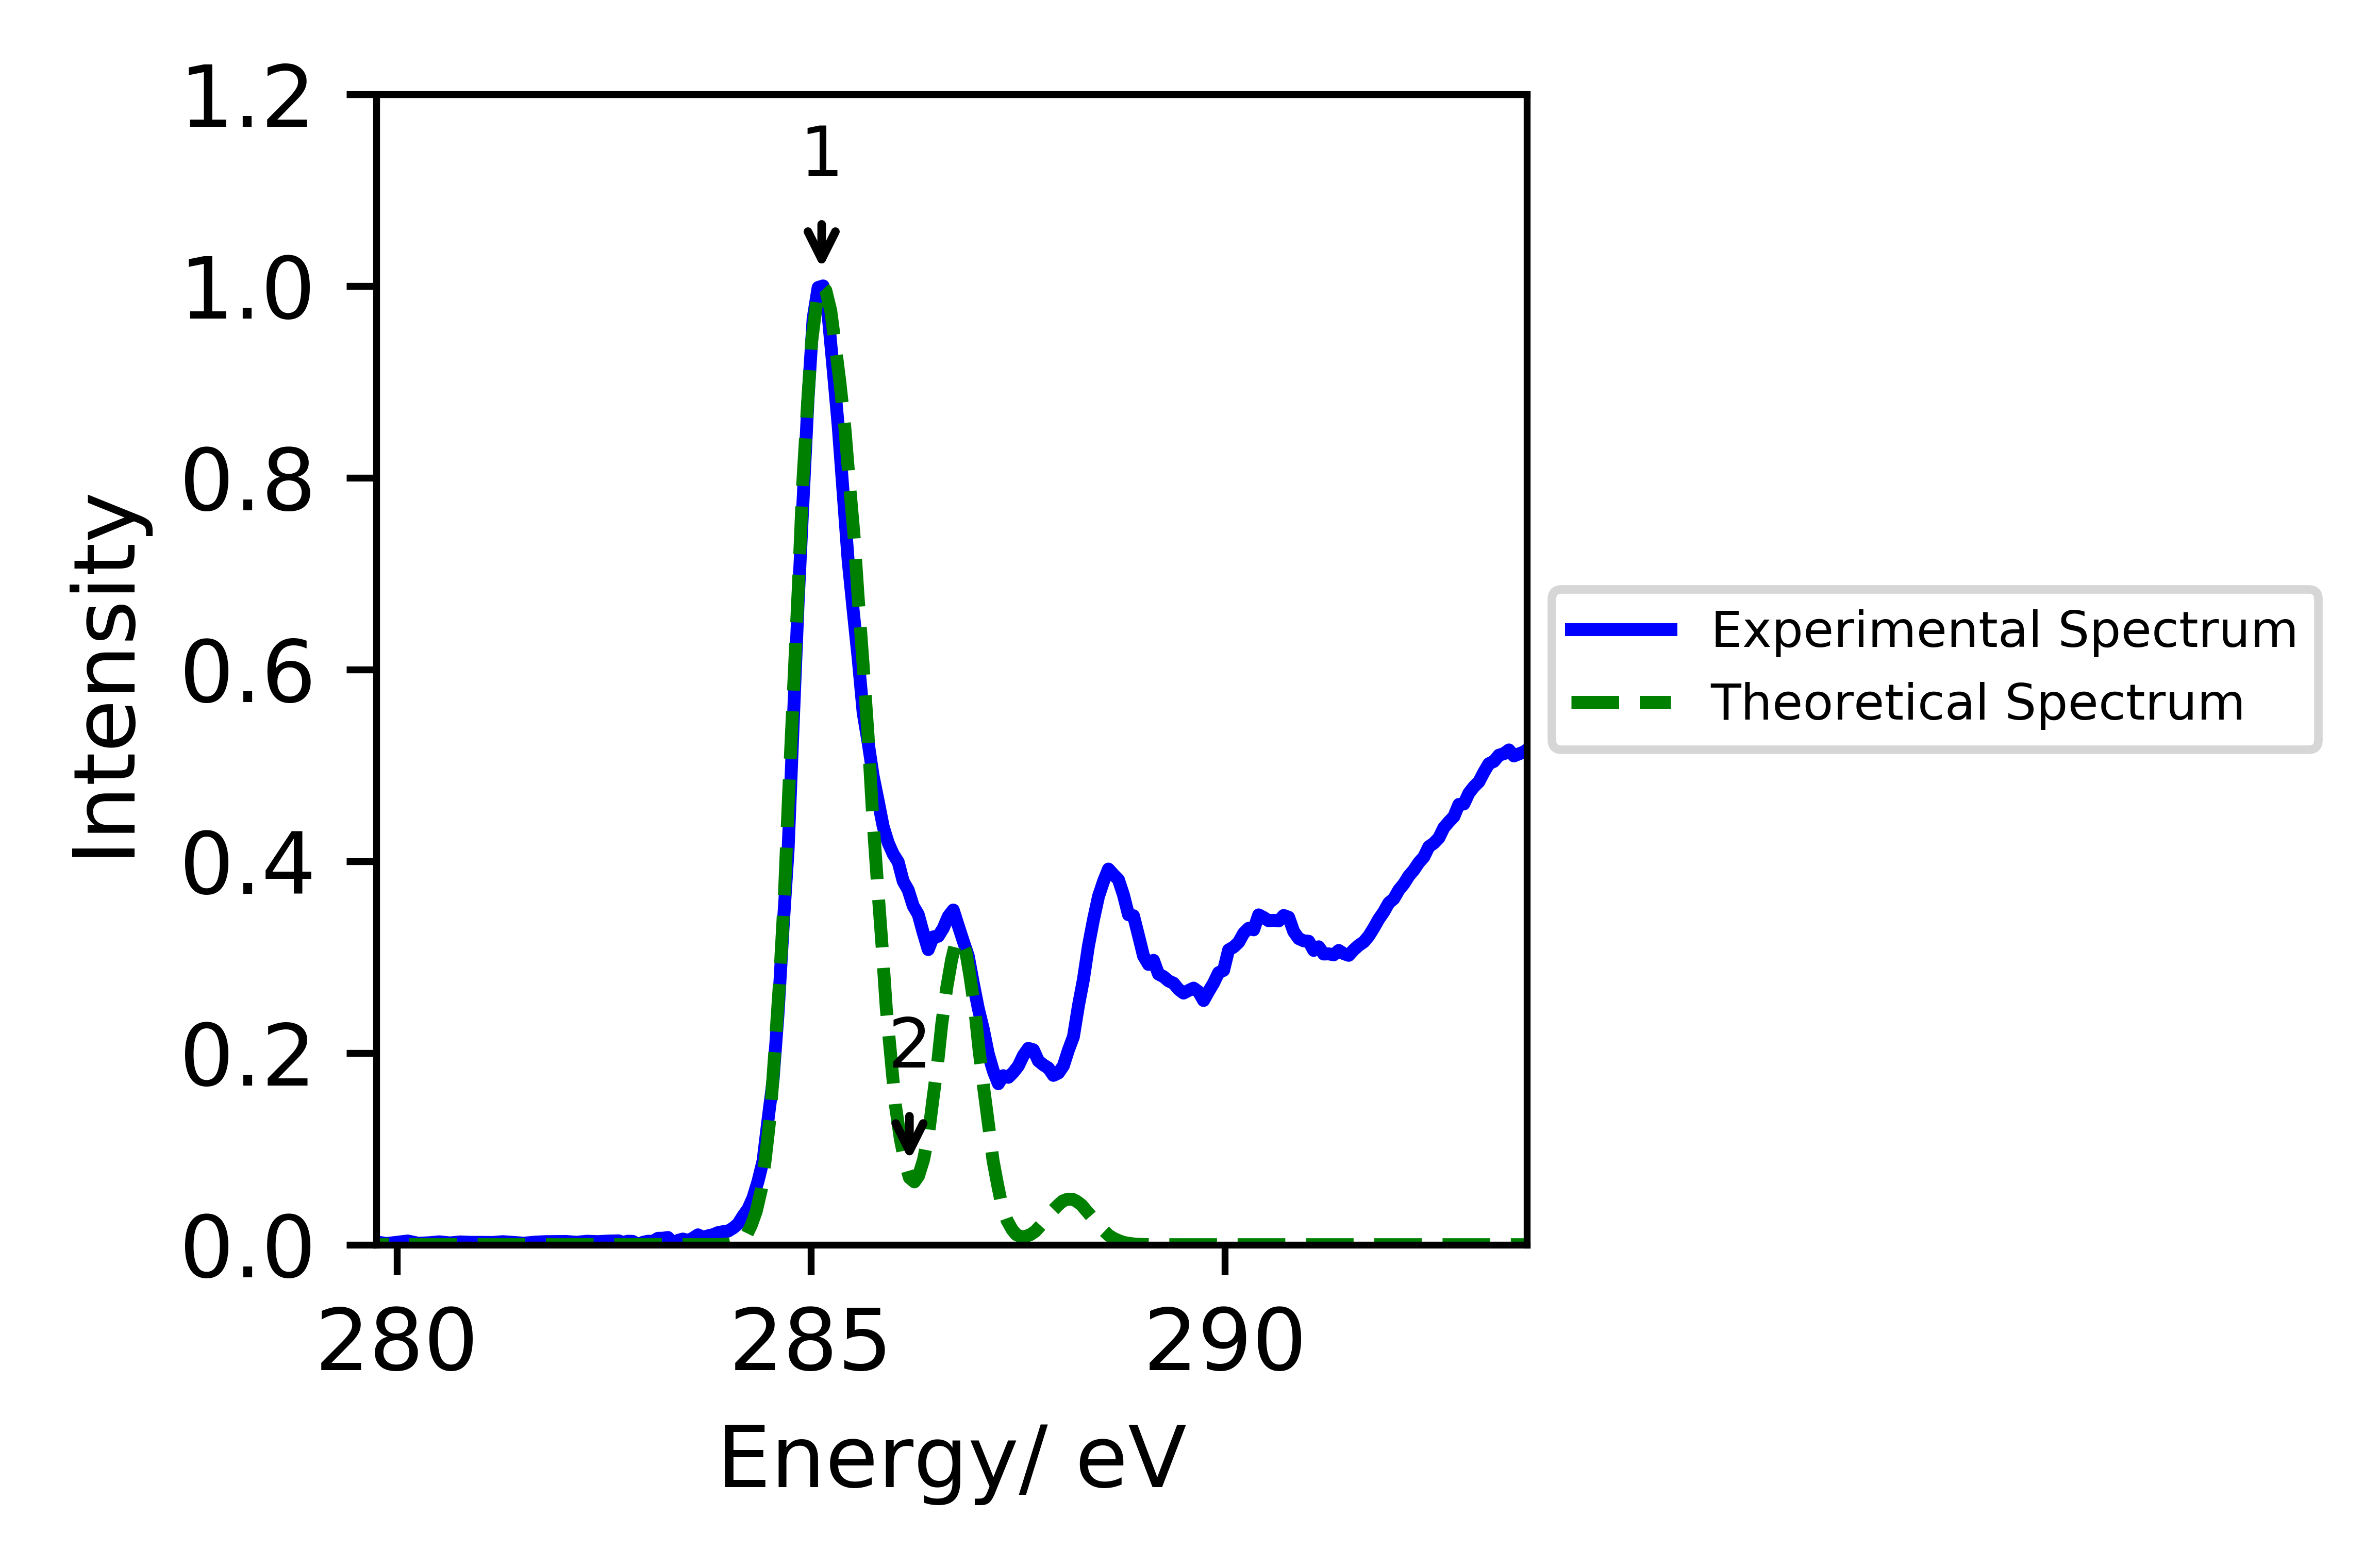 1.2
1.0
0.8
0.6
0.4
0.2
0.0
Intensity
1
2
280 285 290
Energy/ eV
Experimental Spectrum
Theoretical Spectrum